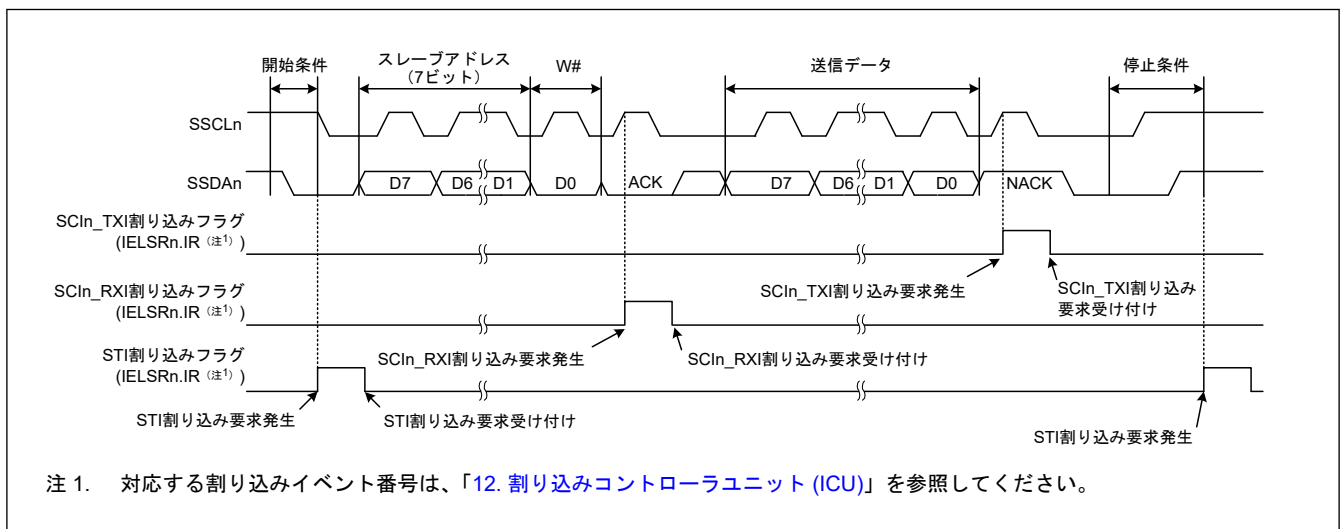 開始条件
スレーブアドレス
(7ビット)
W#
送信データ
停止条件
SSCLn
SSDAn
D7
D6
D1
D0
ACK
D7
D6
D1
D0
NACK
SCIn_TXI割り込みフラグ
(IELSRn.IR (注1) )
SCIn_TXI割り込み要求発生
SCIn_TXI割り込み
要求受け付け
SCIn_RXI割り込みフラグ
(IELSRn.IR (注1) )
SCIn_RXI割り込み要求発生
SCIn_RXI割り込み要求受け付け
STI割り込みフラグ
(IELSRn.IR (注1) )
STI割り込み要求発生
STI割り込み要求受け付け
STI割り込み要求発生
注 1. 対応する割り込みイベント番号は、「12. 割り込みコントローラユニット (ICU)」を参照してください。